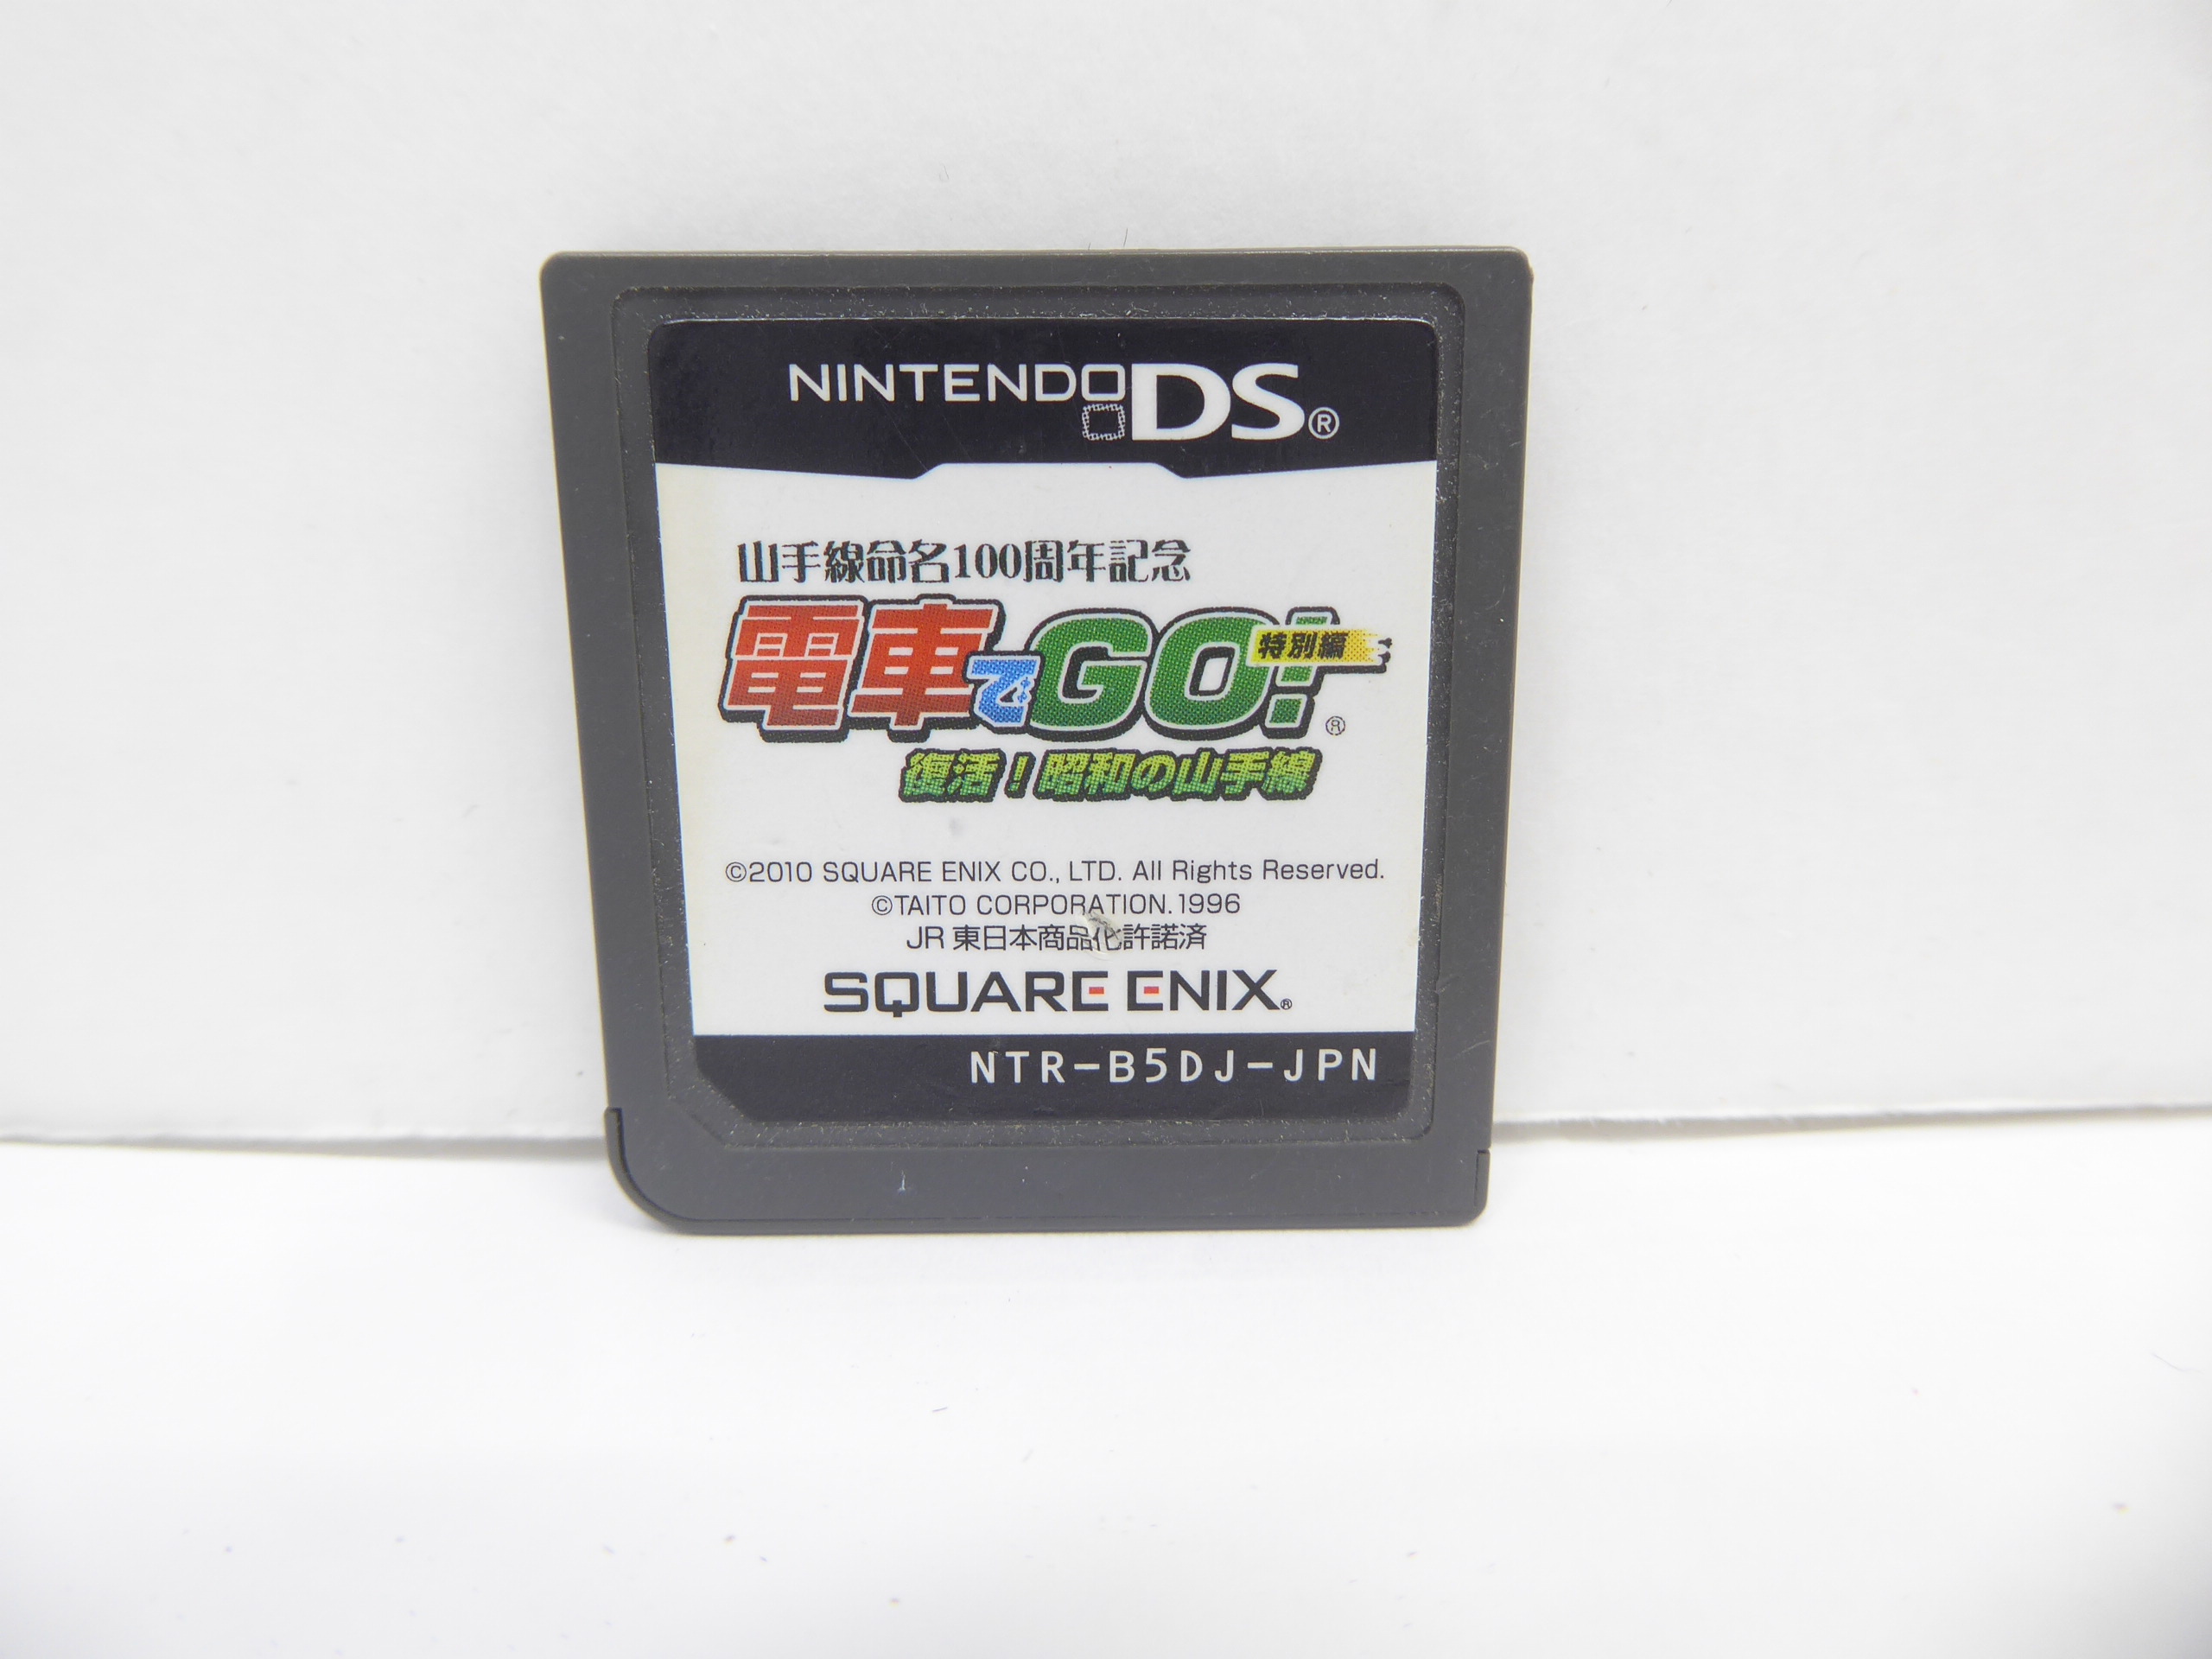 NINTENDO DS®
山手線命名100周年記念
電車でGO! 特別編 ®
復活!昭和の山手線
©2010 SQUARE ENIX CO., LTD. All Rights Reserved.
©TAITO CORPORATION.1996
JR 東日本商品化許諾済
SQUARE ENIX®
NTR-B5DJ-JPN